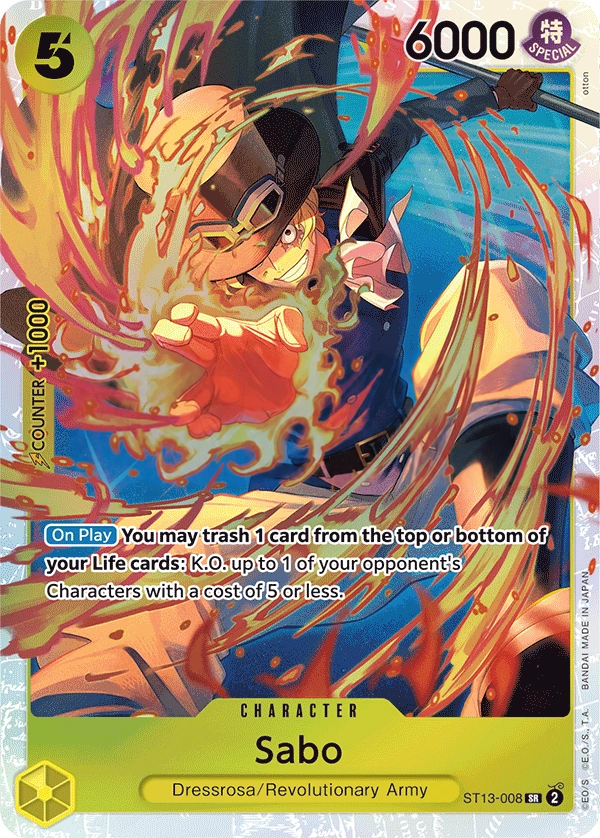 5
6000
特
SPECIAL
otton
COUNTER +1000
On Play You may trash 1 card from the top or bottom of
your Life cards: K.O. up to 1 of your opponent's
Characters with a cost of 5 or less.
BANDAI MADE IN JAPAN
©E.O./S., T.A.
©EO/S
CHARACTER
Sabo
Dressrosa/Revolutionary Army
ST13-008 SR 2